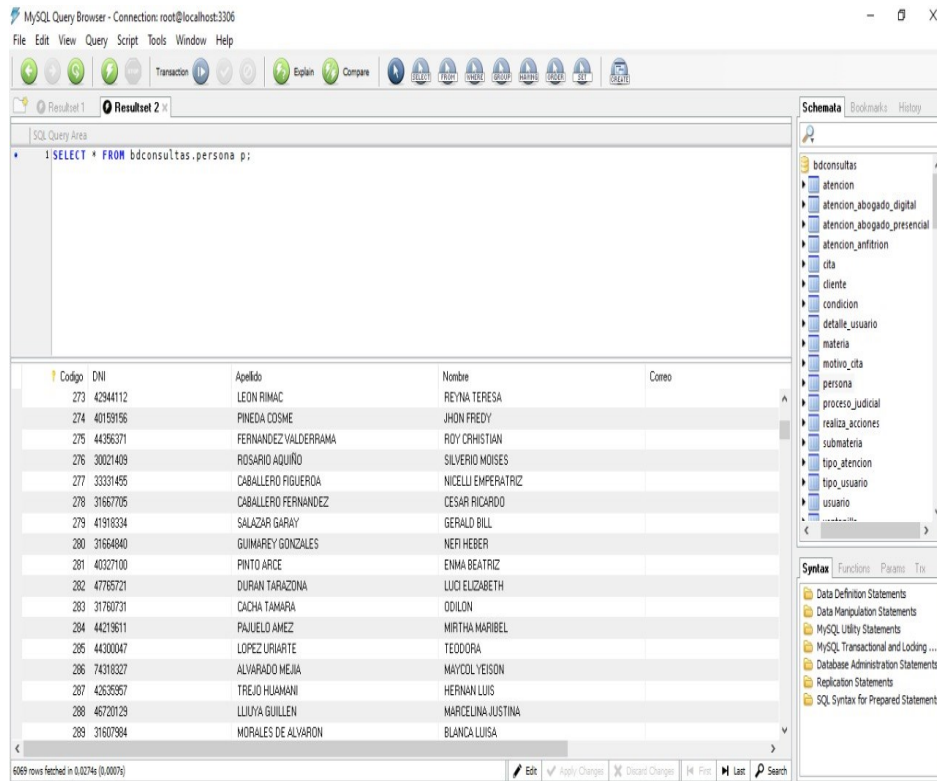 MySQL Query Browser - Connection: root@localhost:3306
File Edit View Query Script Tools Window Help
Transaction Explain Compare SELECT FROM WHERE GROUP HAVING ORDER SET CREATE
Resultset 1 Resultset 2
SQL Query Area
1 SELECT * FROM bdconsultas.persona p;
Codigo DNI Apellido Nombre Correo
273 42944112 LEON RIMAC REYNA TERESA
274 40159156 PINEDA COSME JHON FREDY
275 44356371 FERNANDEZ VALDERRAMA ROY CRHISTIAN
276 30021409 ROSARIO AQUIÑO SILVERIO MOISES
277 33331455 CABALLERO FIGUEROA NICELLI EMPERATRIZ
278 31667705 CABALLERO FERNANDEZ CESAR RICARDO
279 41918334 SALAZAR GARAY GERALD BILL
280 31664840 GUIMAREY GONZALES NEFI HEBER
281 40327100 PINTO ARCE ENMA BEATRIZ
282 47765721 DURAN TARAZONA LUCI ELIZABETH
283 31760731 CACHA TAMARA ODILON
284 44219611 PAJUELO AMEZ MIRTHA MARIBEL
285 44300047 LOPEZ URIARTE TEODORA
286 74318327 ALVARADO MEJIA MAYCOL YEISON
287 42635957 TREJO HUAMANI HERNAN LUIS
288 46720129 LLIUYA GUILLEN MARCELINA JUSTINA
289 31607984 MORALES DE ALVARON BLANCA LUISA
6069 rows fetched in 0,0274s (0,0007s)
Edit Apply Changes Discard Changes First Last Search
Schemata Bookmarks History
bdconsultas
atencion
atencion_abogado_digital
atencion_abogado_presencial
atencion_anfitrion
cita
cliente
condicion
detalle_usuario
materia
motivo_cita
persona
proceso_judicial
realiza_acciones
submateria
tipo_atencion
tipo_usuario
usuario
Syntax Functions Params Trx
Data Definition Statements
Data Manipulation Statements
MySQL Utility Statements
MySQL Transactional and Locking ...
Database Administration Statements
Replication Statements
SQL Syntax for Prepared Statement